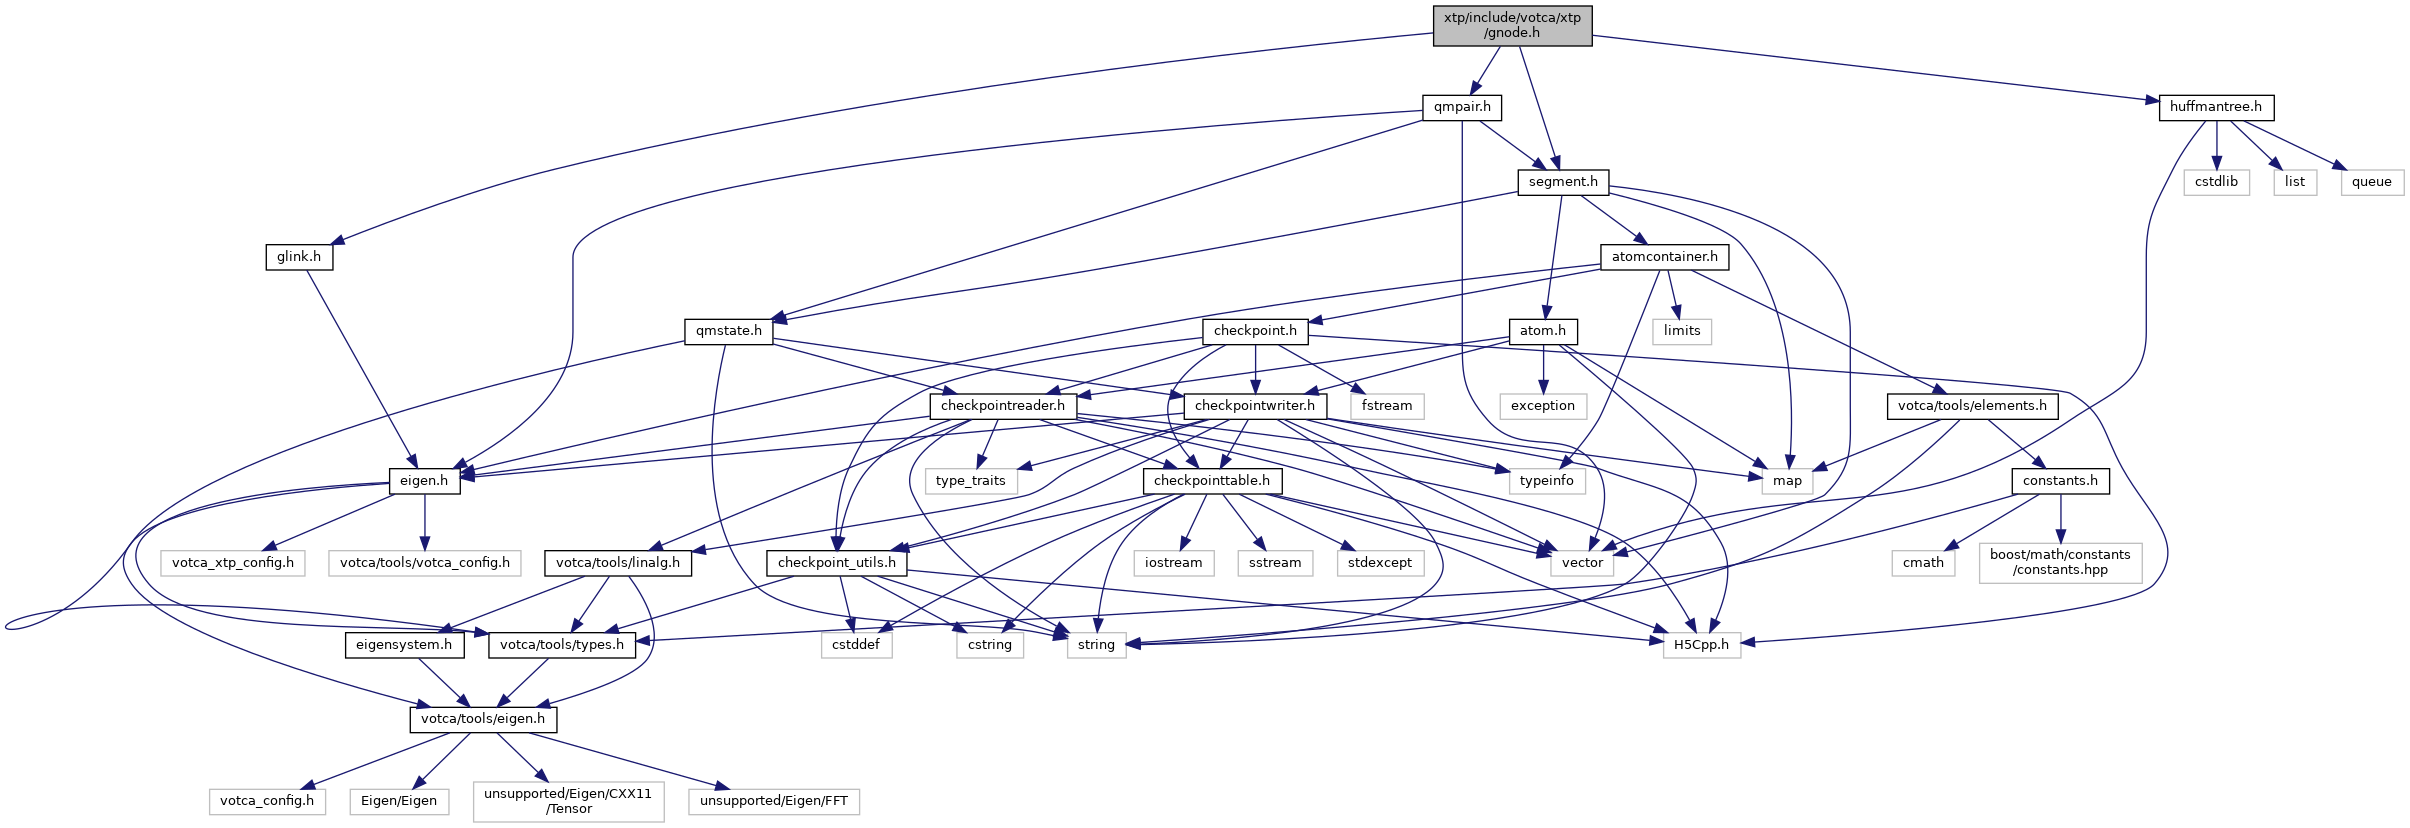 xtp/include/votca/xtp
/gnode.h
qmpair.h
huffmantree.h
segment.h
cstdlib
list
queue
glink.h
atomcontainer.h
qmstate.h
checkpoint.h
atom.h
limits
checkpointreader.h
checkpointwriter.h
fstream
exception
votca/tools/elements.h
eigen.h
type_traits
checkpointtable.h
typeinfo
map
constants.h
votca_xtp_config.h
votca/tools/votca_config.h
votca/tools/linalg.h
checkpoint_utils.h
iostream
sstream
stdexcept
vector
cmath
boost/math/constants
/constants.hpp
eigensystem.h
votca/tools/types.h
cstddef
cstring
string
H5Cpp.h
votca/tools/eigen.h
votca_config.h
Eigen/Eigen
unsupported/Eigen/CXX11
/Tensor
unsupported/Eigen/FFT